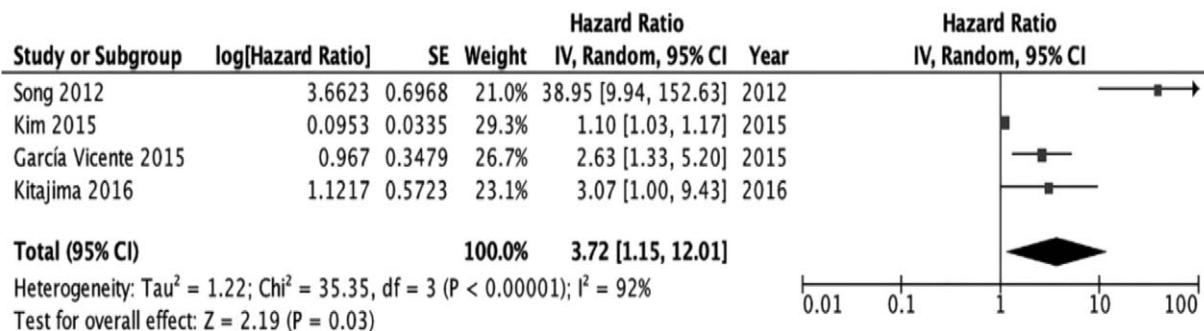 Hazard Ratio Hazard Ratio
Study or Subgroup log[Hazard Ratio] SE Weight IV, Random, 95% CI Year IV, Random, 95% CI
Song 2012 3.6623 0.6968 21.0% 38.95 [9.94, 152.63] 2012
Kim 2015 0.0953 0.0335 29.3% 1.10 [1.03, 1.17] 2015
García Vicente 2015 0.967 0.3479 26.7% 2.63 [1.33, 5.20] 2015
Kitajima 2016 1.1217 0.5723 23.1% 3.07 [1.00, 9.43] 2016
Total (95% CI) 100.0% 3.72 [1.15, 12.01]
Heterogeneity: Tau² = 1.22; Chi² = 35.35, df = 3 (P < 0.00001); I² = 92%
Test for overall effect: Z = 2.19 (P = 0.03)
0.01 0.1 1 10 100